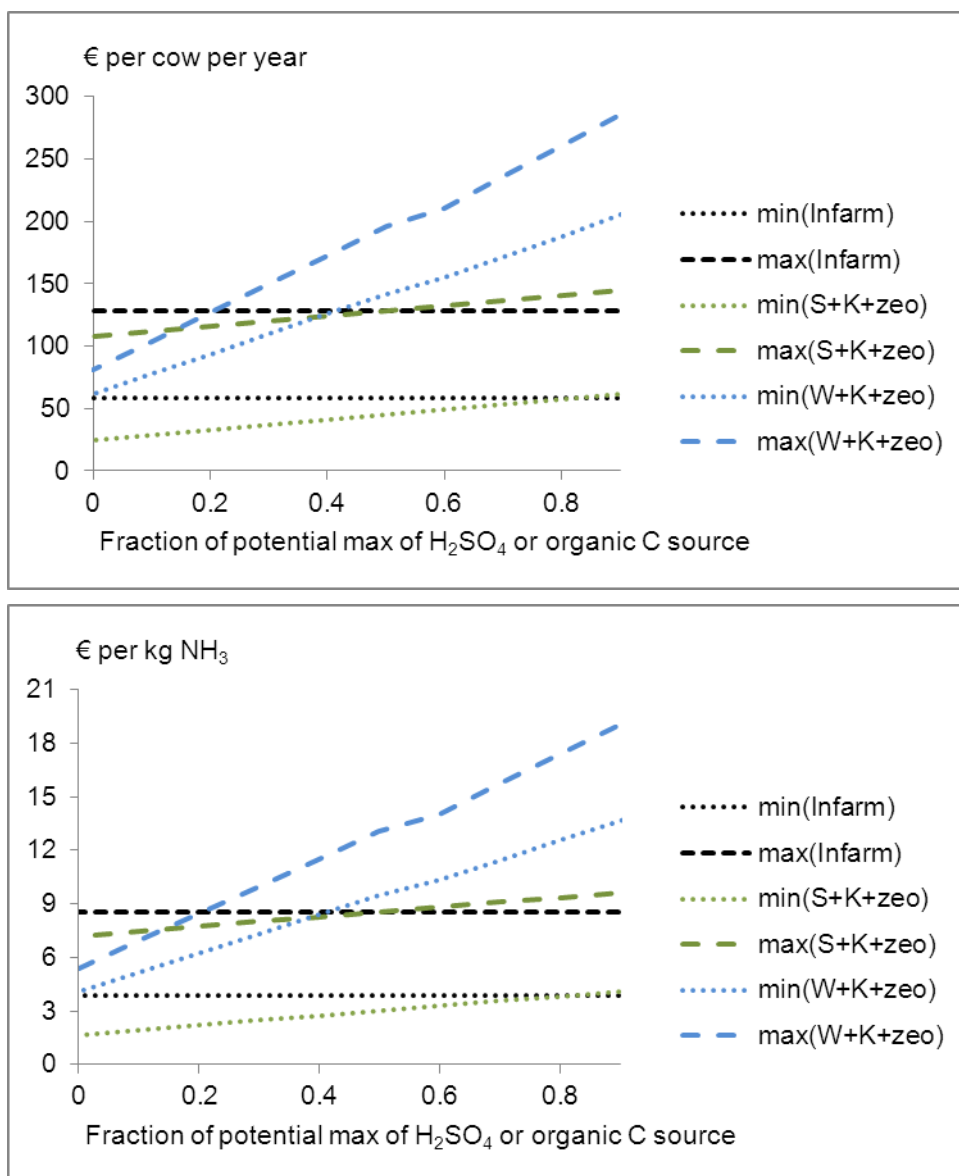 € per cow per year
300
250
200
150
100
50
0
0 0.2 0.4 0.6 0.8
Fraction of potential max of H₂SO₄ or organic C source
min(Infarm)
max(Infarm)
min(S+K+zeo)
max(S+K+zeo)
min(W+K+zeo)
max(W+K+zeo)
€ per kg NH₃
21
18
15
12
9
6
3
0
0 0.2 0.4 0.6 0.8
Fraction of potential max of H₂SO₄ or organic C source
min(Infarm)
max(Infarm)
min(S+K+zeo)
max(S+K+zeo)
min(W+K+zeo)
max(W+K+zeo)